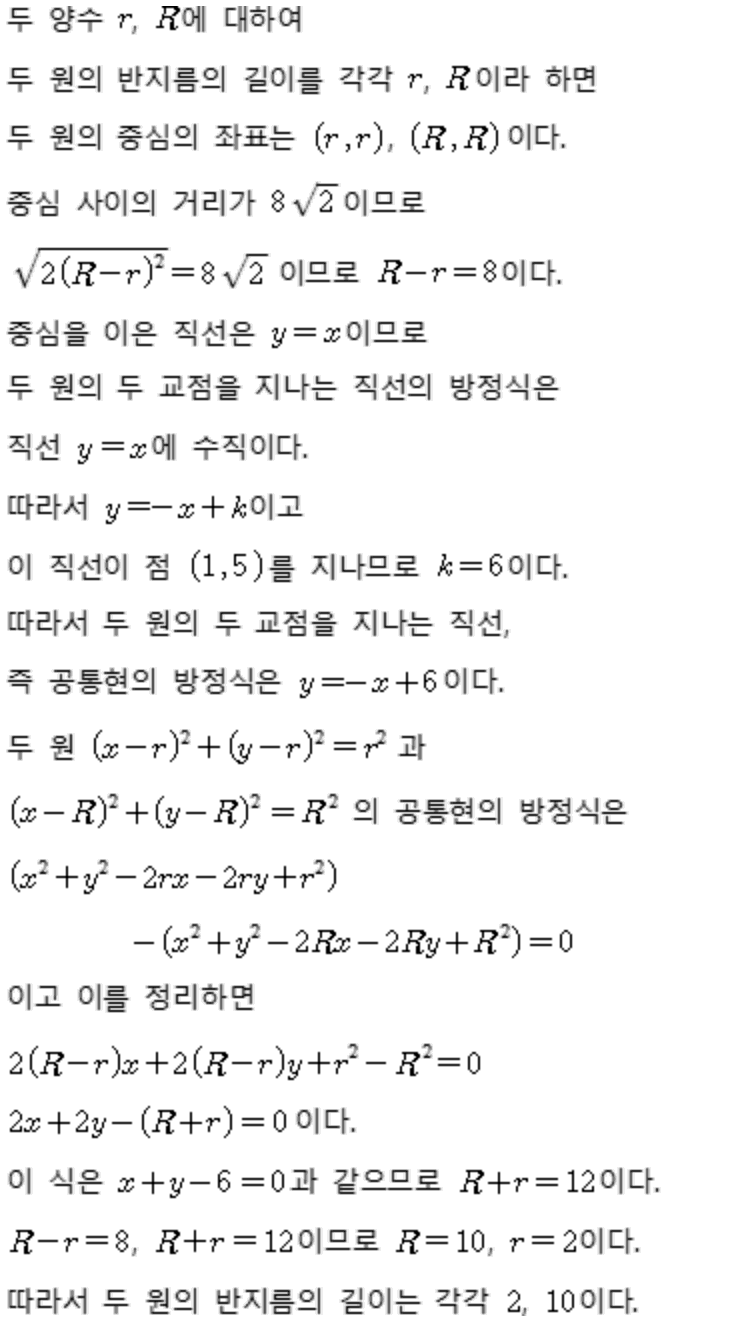 두 양수 r, R에 대하여
두 원의 반지름의 길이를 각각 r, R이라 하면
두 원의 중심의 좌표는 (r,r), (R,R)이다.
중심 사이의 거리가 8√2이므로
√(2(R−r)²)=8√2 이므로 R−r=8이다.
중심을 이은 직선은 y=x이므로
두 원의 두 교점을 지나는 직선의 방정식은
직선 y=x에 수직이다.
따라서 y=−x+k이고
이 직선이 점 (1,5)를 지나므로 k=6이다.
따라서 두 원의 두 교점을 지나는 직선,
즉 공통현의 방정식은 y=−x+6이다.
두 원 (x−r)²+(y−r)²=r² 과
(x−R)²+(y−R)²=R² 의 공통현의 방정식은
(x²+y²−2rx−2ry+r²)
−(x²+y²−2Rx−2Ry+R²)=0
이고 이를 정리하면
2(R−r)x+2(R−r)y+r²−R²=0
2x+2y−(R+r)=0이다.
이 식은 x+y−6=0과 같으므로 R+r=12이다.
R−r=8, R+r=12이므로 R=10, r=2이다.
따라서 두 원의 반지름의 길이는 각각 2, 10이다.